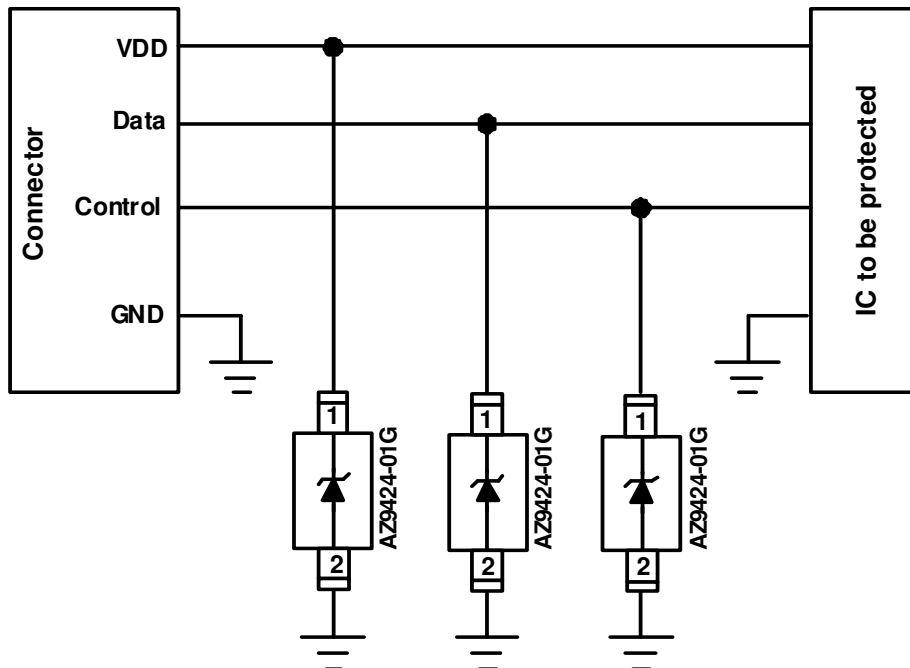 Connector
VDD
Data
Control
GND
IC to be protected
1
AZ9424-01G
2
1
AZ9424-01G
2
1
AZ9424-01G
2